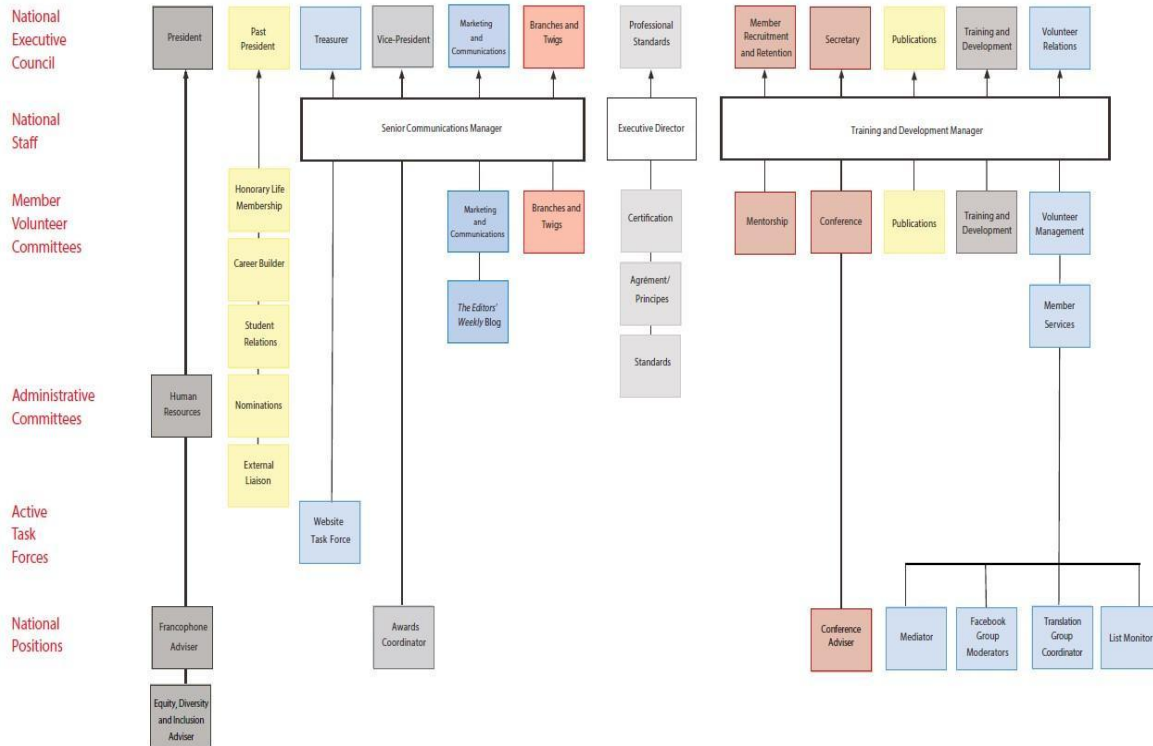 National
Executive
Council
President
Past
President
Treasurer
Vice-President
Marketing
and
Communications
Branches and
Twigs
Professional
Standards
Member
Recruitment
and Retention
Secretary
Publications
Training and
Development
Volunteer
Relations
National
Staff
Senior Communications Manager
Executive Director
Training and Development Manager
Member
Volunteer
Committees
Honorary Life
Membership
Career Builder
Student
Relations
Marketing
and
Communications
The Editors'
Weekly Blog
Branches and
Twigs
Certification
Agrément/
Principes
Standards
Mentorship
Conference
Publications
Training and
Development
Volunteer
Management
Member
Services
Administrative
Committees
Human
Resources
Nominations
External
Liaison
Active
Task
Forces
Website
Task Force
National
Positions
Francophone
Adviser
Awards
Coordinator
Conference
Adviser
Mediator
Facebook
Group
Moderators
Translation
Group
Coordinator
List Monitor
Equity, Diversity
and Inclusion
Adviser